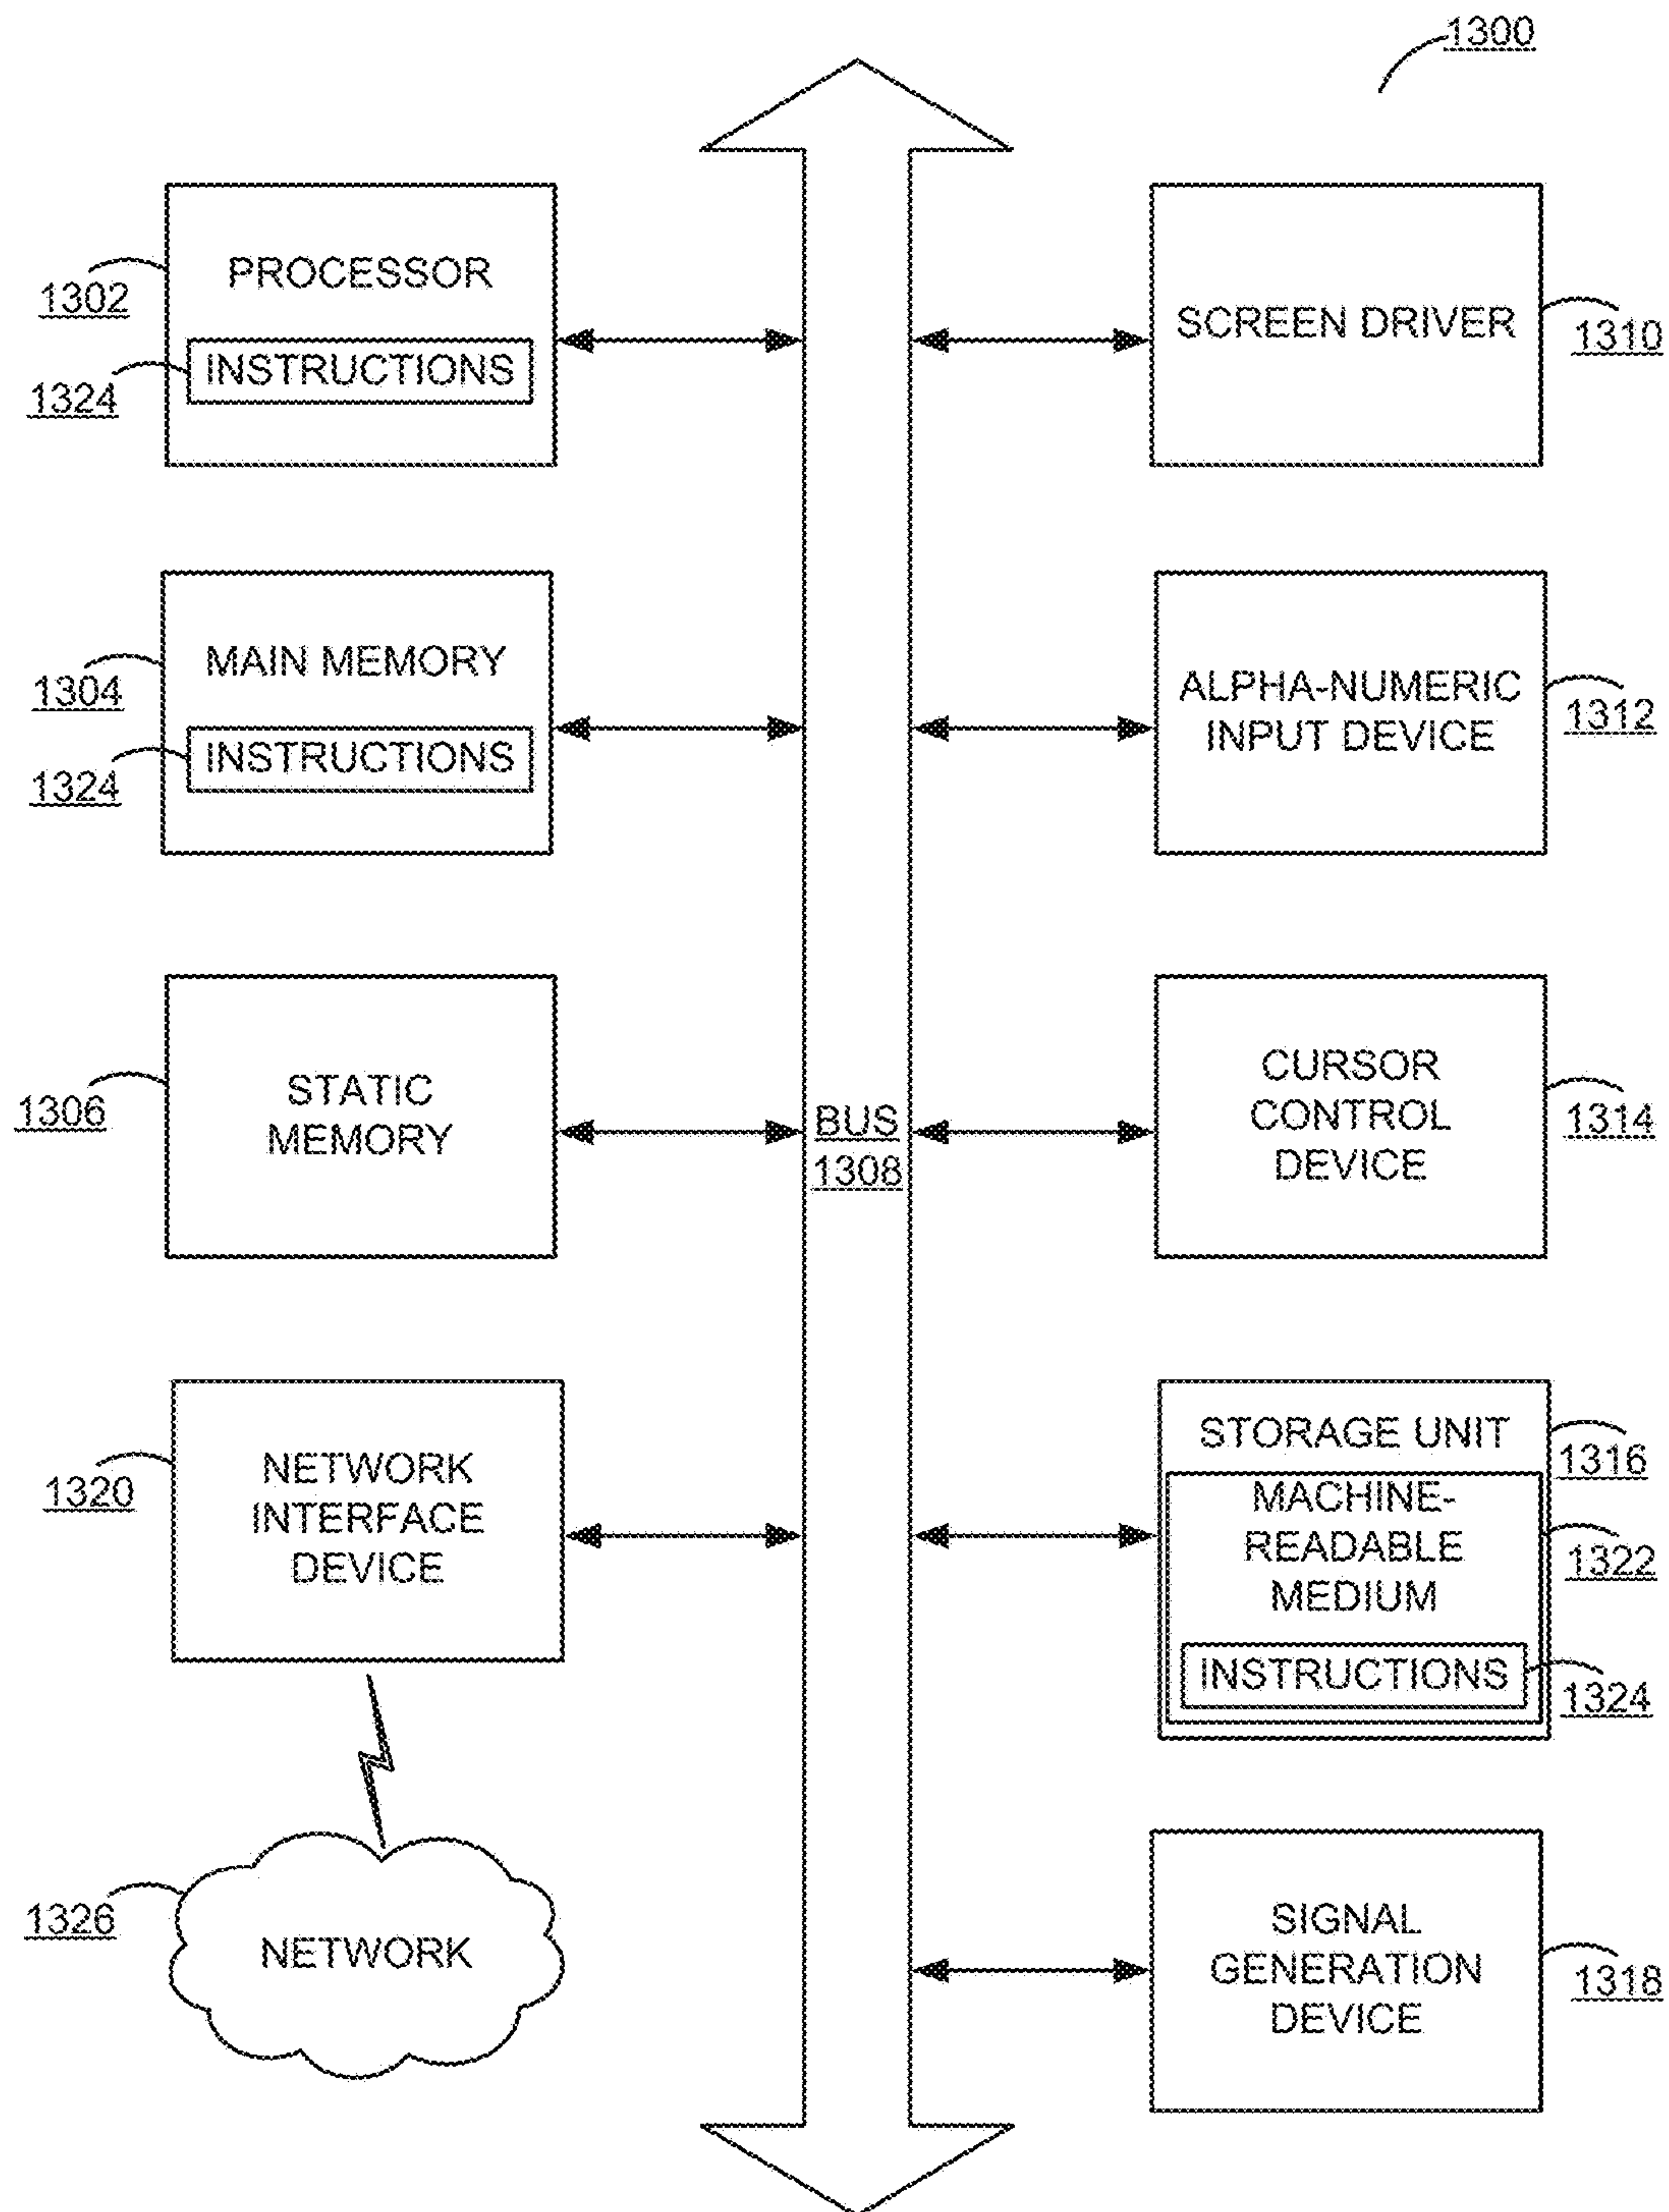 1300
PROCESSOR
1302
INSTRUCTIONS
1324
MAIN MEMORY
1304
INSTRUCTIONS
1324
STATIC
MEMORY
1306
NETWORK
INTERFACE
DEVICE
1320
NETWORK
1326
BUS
1308
SCREEN DRIVER
1310
ALPHA-NUMERIC
INPUT DEVICE
1312
CURSOR
CONTROL
DEVICE
1314
STORAGE UNIT
1316
MACHINE-
READABLE
MEDIUM
1322
INSTRUCTIONS
1324
SIGNAL
GENERATION
DEVICE
1318